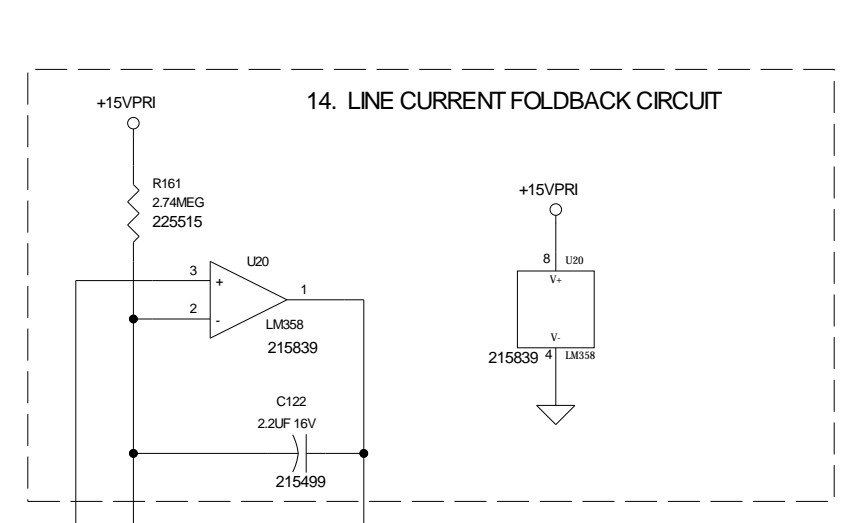 14. LINE CURRENT FOLDBACK CIRCUIT
+15VPRI
R161
2.74MEG
225515
U20
3
+
1
2
-
LM358
215839
C122
2.2UF 16V
215499
+15VPRI
8
U20
V+
V-
215839
4
LM358